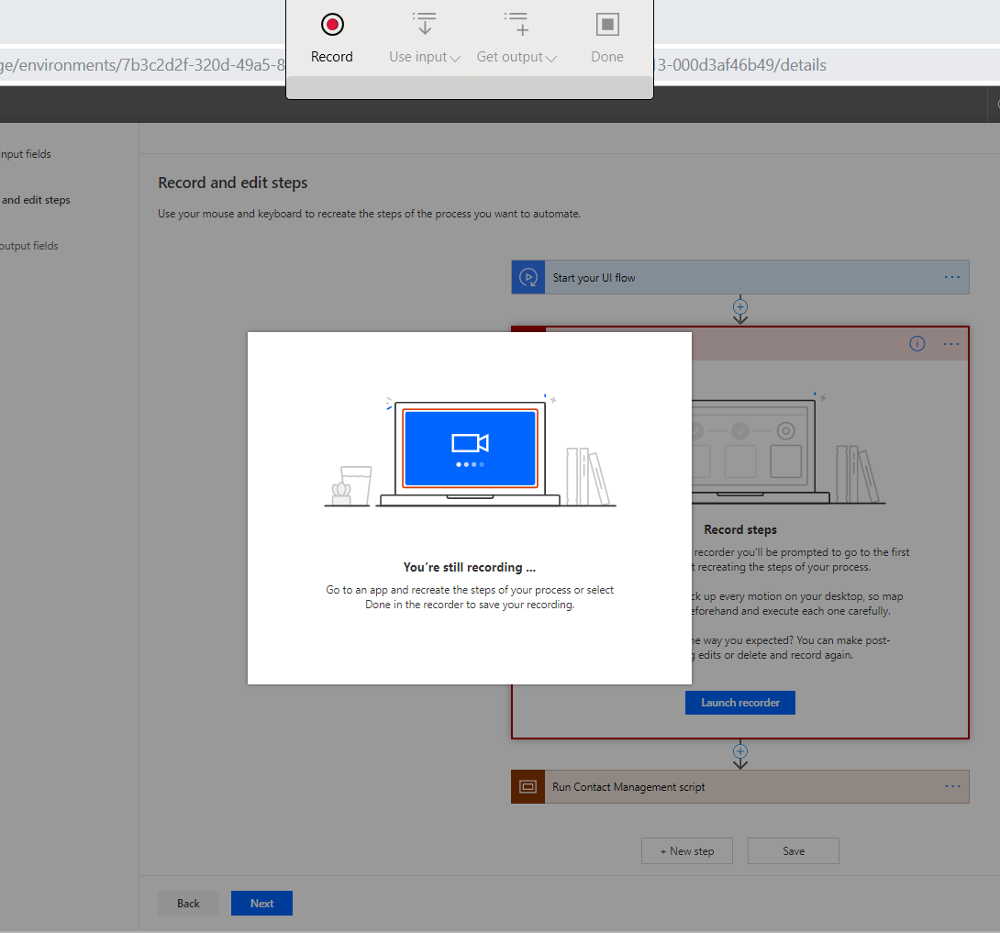 Record
Use input
Get output
Done
ge/environments/7b3c2d2f-320d-49a5-8
13-000d3af46b49/details
input fields
and edit steps
output fields
Record and edit steps
Use your mouse and keyboard to recreate the steps of the process you want to automate.
Start your UI flow
You're still recording ...
Go to an app and recreate the steps of your process or select
Done in the recorder to save your recording.
Record steps
recorder you'll be prompted to go to the first
t recreating the steps of your process.
ck up every motion on your desktop, so map
eforehand and execute each one carefully.
he way you expected? You can make post-
g edits or delete and record again.
Launch recorder
Run Contact Management script
+ New step
Save
Back
Next